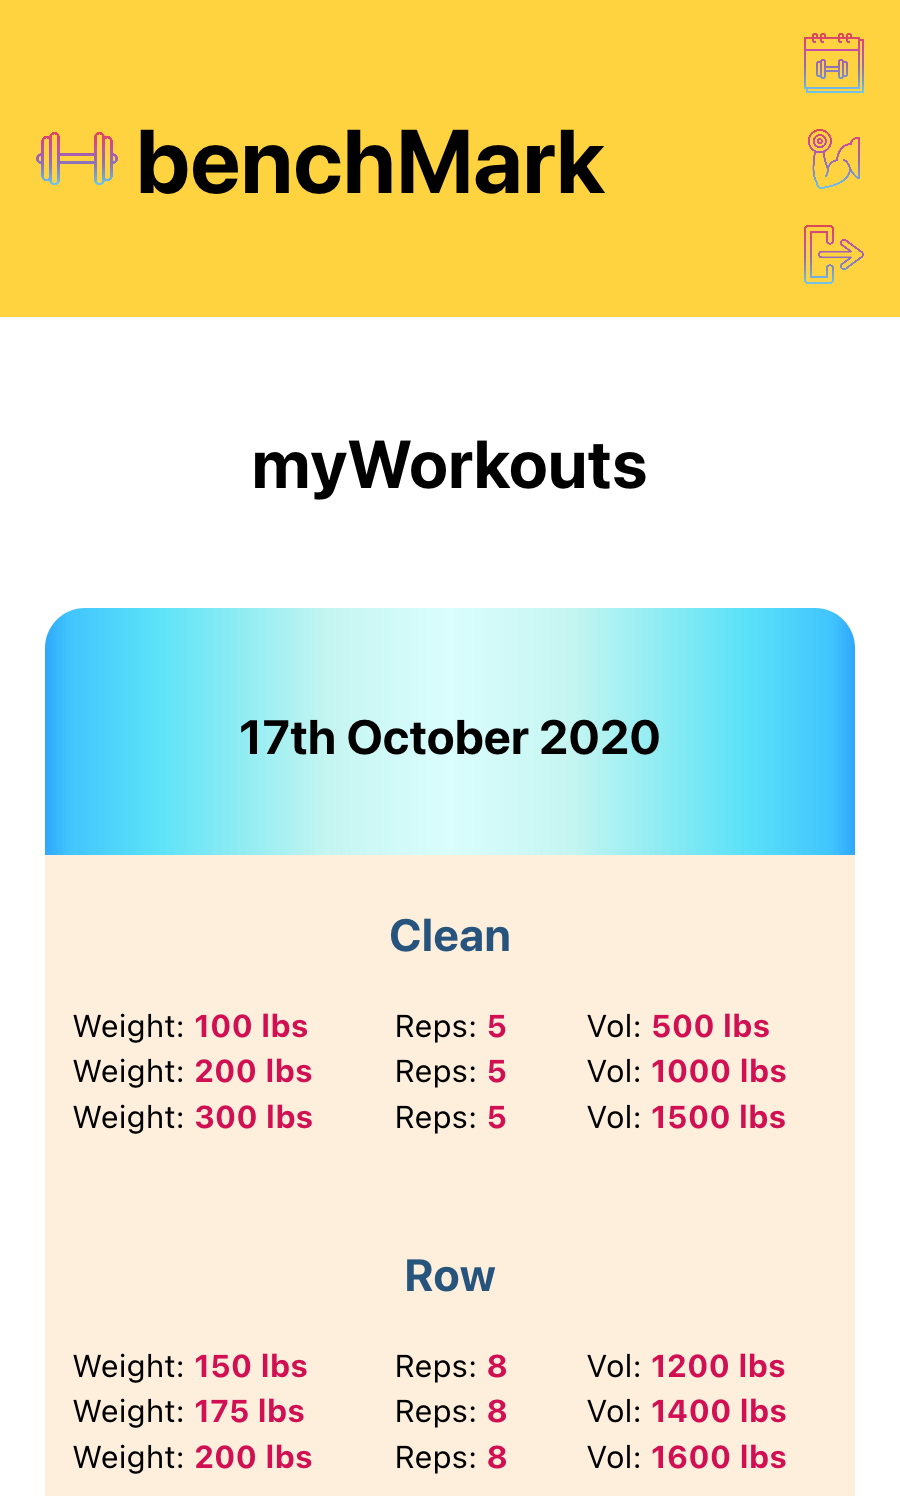 benchMark
myWorkouts
17th October 2020
Clean
Weight: 100 lbs Reps: 5 Vol: 500 lbs
Weight: 200 lbs Reps: 5 Vol: 1000 lbs
Weight: 300 lbs Reps: 5 Vol: 1500 lbs
Row
Weight: 150 lbs Reps: 8 Vol: 1200 lbs
Weight: 175 lbs Reps: 8 Vol: 1400 lbs
Weight: 200 lbs Reps: 8 Vol: 1600 lbs